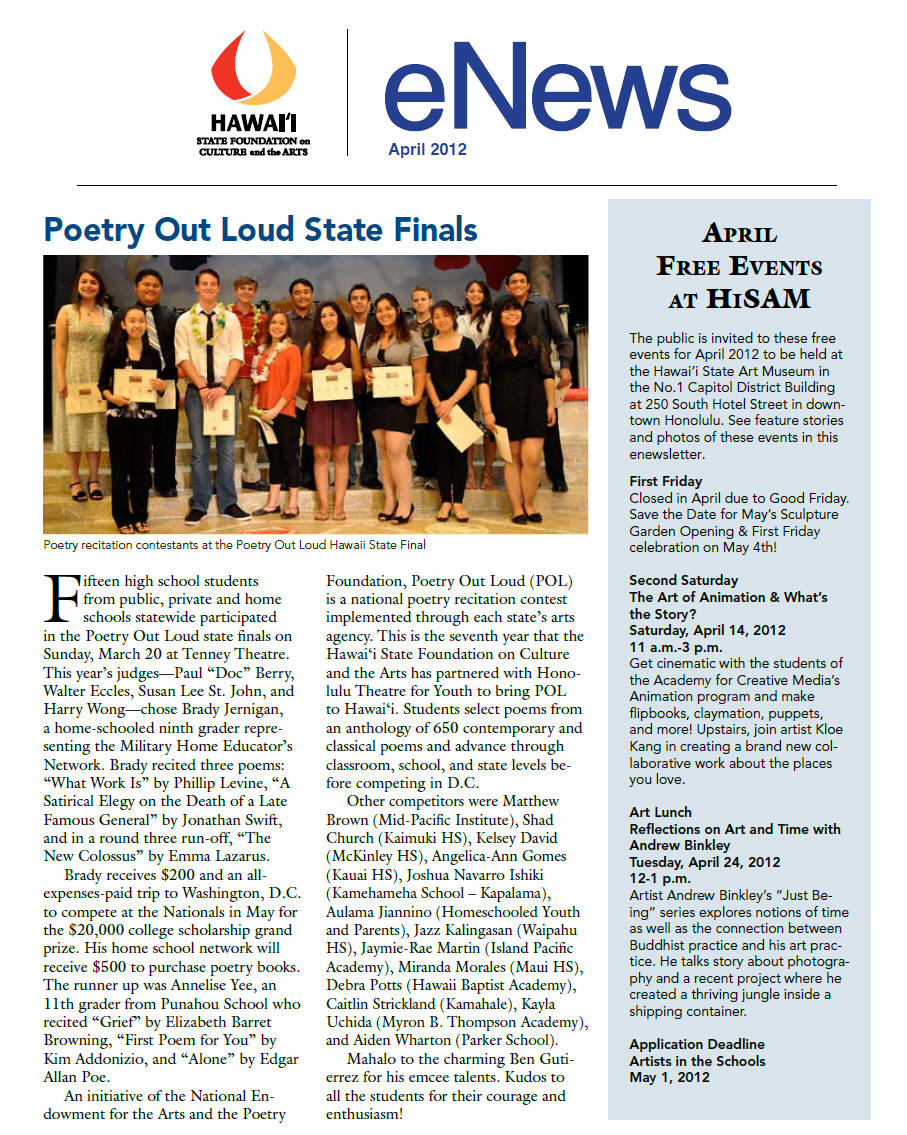 HAWAI'I
STATE FOUNDATION on
CULTURE and the ARTS
eNews
April 2012
Poetry Out Loud State Finals
Poetry recitation contestants at the Poetry Out Loud Hawaii State Final
Fifteen high school students
from public, private and home
schools statewide participated
in the Poetry Out Loud state finals on
Sunday, March 20 at Tenney Theatre.
This year’s judges—Paul “Doc” Berry,
Walter Eccles, Susan Lee St. John, and
Harry Wong—chose Brady Jernigan,
a home-schooled ninth grader repre-
senting the Military Home Educator’s
Network. Brady recited three poems:
“What Work Is” by Phillip Levine, “A
Satirical Elegy on the Death of a Late
Famous General” by Jonathan Swift,
and in a round three run-off, “The
New Colossus” by Emma Lazarus.
Brady receives $200 and an all-
expenses-paid trip to Washington, D.C.
to compete at the Nationals in May for
the $20,000 college scholarship grand
prize. His home school network will
receive $500 to purchase poetry books.
The runner up was Annelise Yee, an
11th grader from Punahou School who
recited “Grief” by Elizabeth Barret
Browning, “First Poem for You” by
Kim Addonizio, and “Alone” by Edgar
Allan Poe.
An initiative of the National En-
dowment for the Arts and the Poetry
Foundation, Poetry Out Loud (POL)
is a national poetry recitation contest
implemented through each state’s arts
agency. This is the seventh year that the
Hawai‘i State Foundation on Culture
and the Arts has partnered with Hono-
lulu Theatre for Youth to bring POL
to Hawai‘i. Students select poems from
an anthology of 650 contemporary and
classical poems and advance through
classroom, school, and state levels be-
fore competing in D.C.
Other competitors were Matthew
Brown (Mid-Pacific Institute), Shad
Church (Kaimuki HS), Kelsey David
(McKinley HS), Angelica-Ann Gomes
(Kauai HS), Joshua Navarro Ishiki
(Kamehameha School – Kapalama),
Aulama Jiannino (Homeschooled Youth
and Parents), Jazz Kalingasan (Waipahu
HS), Jaymie-Rae Martin (Island Pacific
Academy), Miranda Morales (Maui HS),
Debra Potts (Hawaii Baptist Academy),
Caitlin Strickland (Kamahale), Kayla
Uchida (Myron B. Thompson Academy),
and Aiden Wharton (Parker School).
Mahalo to the charming Ben Guti-
errez for his emcee talents. Kudos to
all the students for their courage and
enthusiasm!
April
Free Events
at HiSAM
The public is invited to these free
events for April 2012 to be held at
the Hawai’i State Art Museum in
the No.1 Capitol District Building
at 250 South Hotel Street in down-
town Honolulu. See feature stories
and photos of these events in this
enewsletter.
First Friday
Closed in April due to Good Friday.
Save the Date for May’s Sculpture
Garden Opening & First Friday
celebration on May 4th!
Second Saturday
The Art of Animation & What’s
the Story?
Saturday, April 14, 2012
11 a.m.-3 p.m.
Get cinematic with the students of
the Academy for Creative Media’s
Animation program and make
flipbooks, claymation, puppets,
and more! Upstairs, join artist Kloe
Kang in creating a brand new col-
laborative work about the places
you love.
Art Lunch
Reflections on Art and Time with
Andrew Binkley
Tuesday, April 24, 2012
12-1 p.m.
Artist Andrew Binkley’s “Just Be-
ing” series explores notions of time
as well as the connection between
Buddhist practice and his art prac-
tice. He talks story about photogra-
phy and a recent project where he
created a thriving jungle inside a
shipping container.
Application Deadline
Artists in the Schools
May 1, 2012